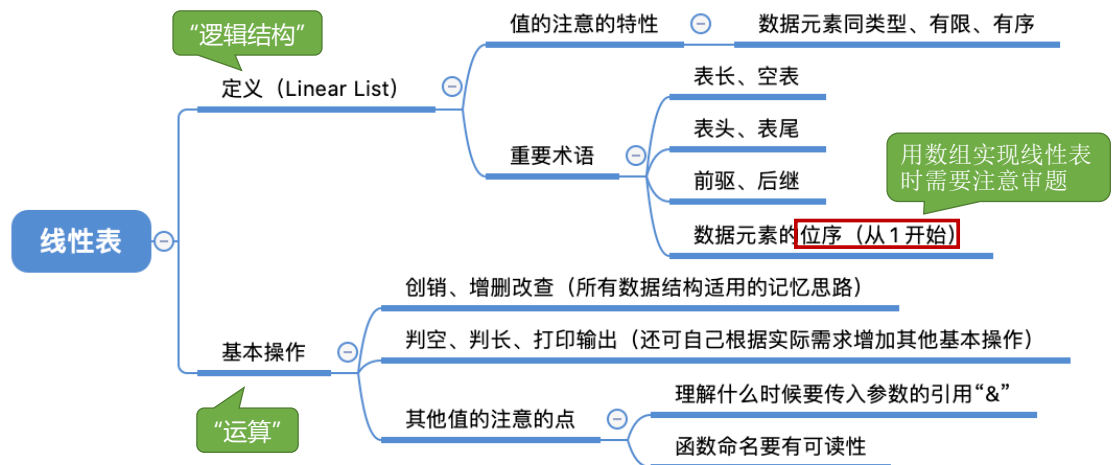 “逻辑结构”
值的注意的特性
数据元素同类型、有限、有序
定义（Linear List）
表长、空表
表头、表尾
重要术语
用数组实现线性表
时需要注意审题
前驱、后继
数据元素的位序（从1开始）
线性表
创销、增删改查（所有数据结构适用的记忆思路）
判空、判长、打印输出（还可自己根据实际需求增加其他基本操作）
基本操作
理解什么时候要传入参数的引用“&”
其他值的注意的点
“运算”
函数命名要有可读性